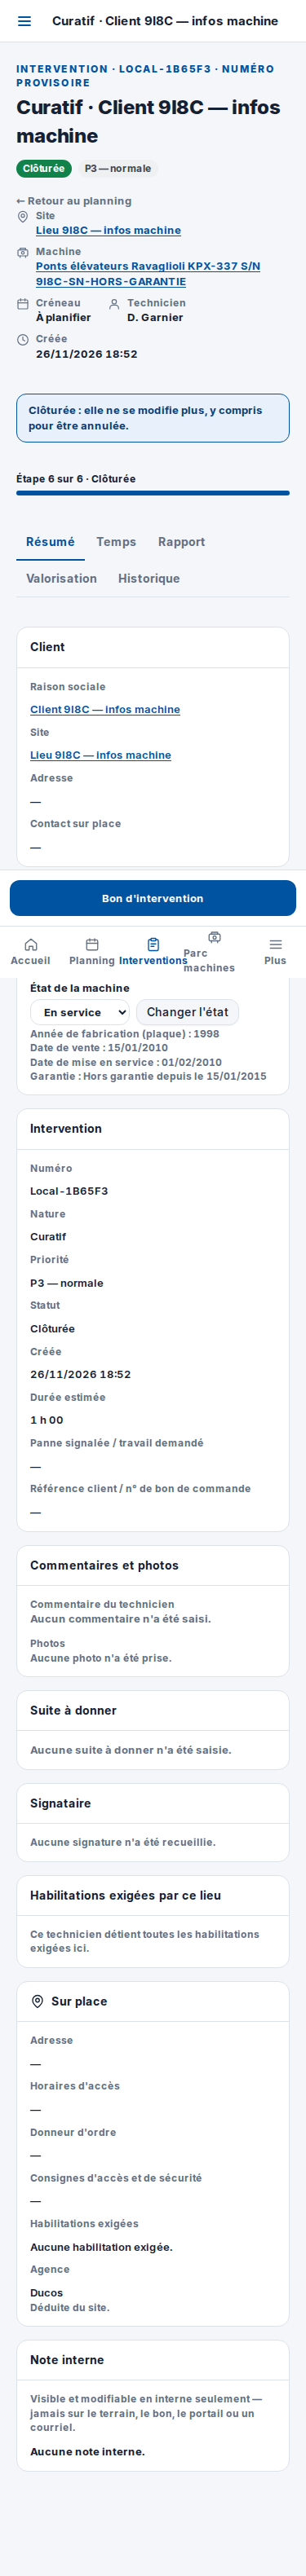 Curatif · Client 9I8C — infos machine
INTERVENTION · LOCAL-1B65F3 · NUMÉRO
PROVISOIRE
Curatif · Client 9I8C — infos
machine
Clôturée P3 — normale
← Retour au planning
Site
Lieu 9I8C — infos machine
Machine
Ponts élévateurs Ravaglioli KPX-337 S/N
9I8C-SN-HORS-GARANTIE
Créneau Technicien
À planifier D. Garnier
Créée
26/11/2026 18:52
Clôturée : elle ne se modifie plus, y compris
pour être annulée.
Étape 6 sur 6 · Clôturée
Résumé Temps Rapport
Valorisation Historique
Client
Raison sociale
Client 9I8C — infos machine
Site
Lieu 9I8C — infos machine
Adresse
—
Contact sur place
—
Bon d'intervention
Accueil Planning Interventions Parc machines Plus
État de la machine
En service Changer l'état
Année de fabrication (plaque) : 1998
Date de vente : 15/01/2010
Date de mise en service : 01/02/2010
Garantie : Hors garantie depuis le 15/01/2015
Intervention
Numéro
Local-1B65F3
Nature
Curatif
Priorité
P3 — normale
Statut
Clôturée
Créée
26/11/2026 18:52
Durée estimée
1 h 00
Panne signalée / travail demandé
—
Référence client / n° de bon de commande
—
Commentaires et photos
Commentaire du technicien
Aucun commentaire n'a été saisi.
Photos
Aucune photo n'a été prise.
Suite à donner
Aucune suite à donner n'a été saisie.
Signataire
Aucune signature n'a été recueillie.
Habilitations exigées par ce lieu
Ce technicien détient toutes les habilitations
exigées ici.
Sur place
Adresse
—
Horaires d'accès
—
Donneur d'ordre
—
Consignes d'accès et de sécurité
—
Habilitations exigées
Aucune habilitation exigée.
Agence
Ducos
Déduite du site.
Note interne
Visible et modifiable en interne seulement —
jamais sur le terrain, le bon, le portail ou un
courriel.
Aucune note interne.